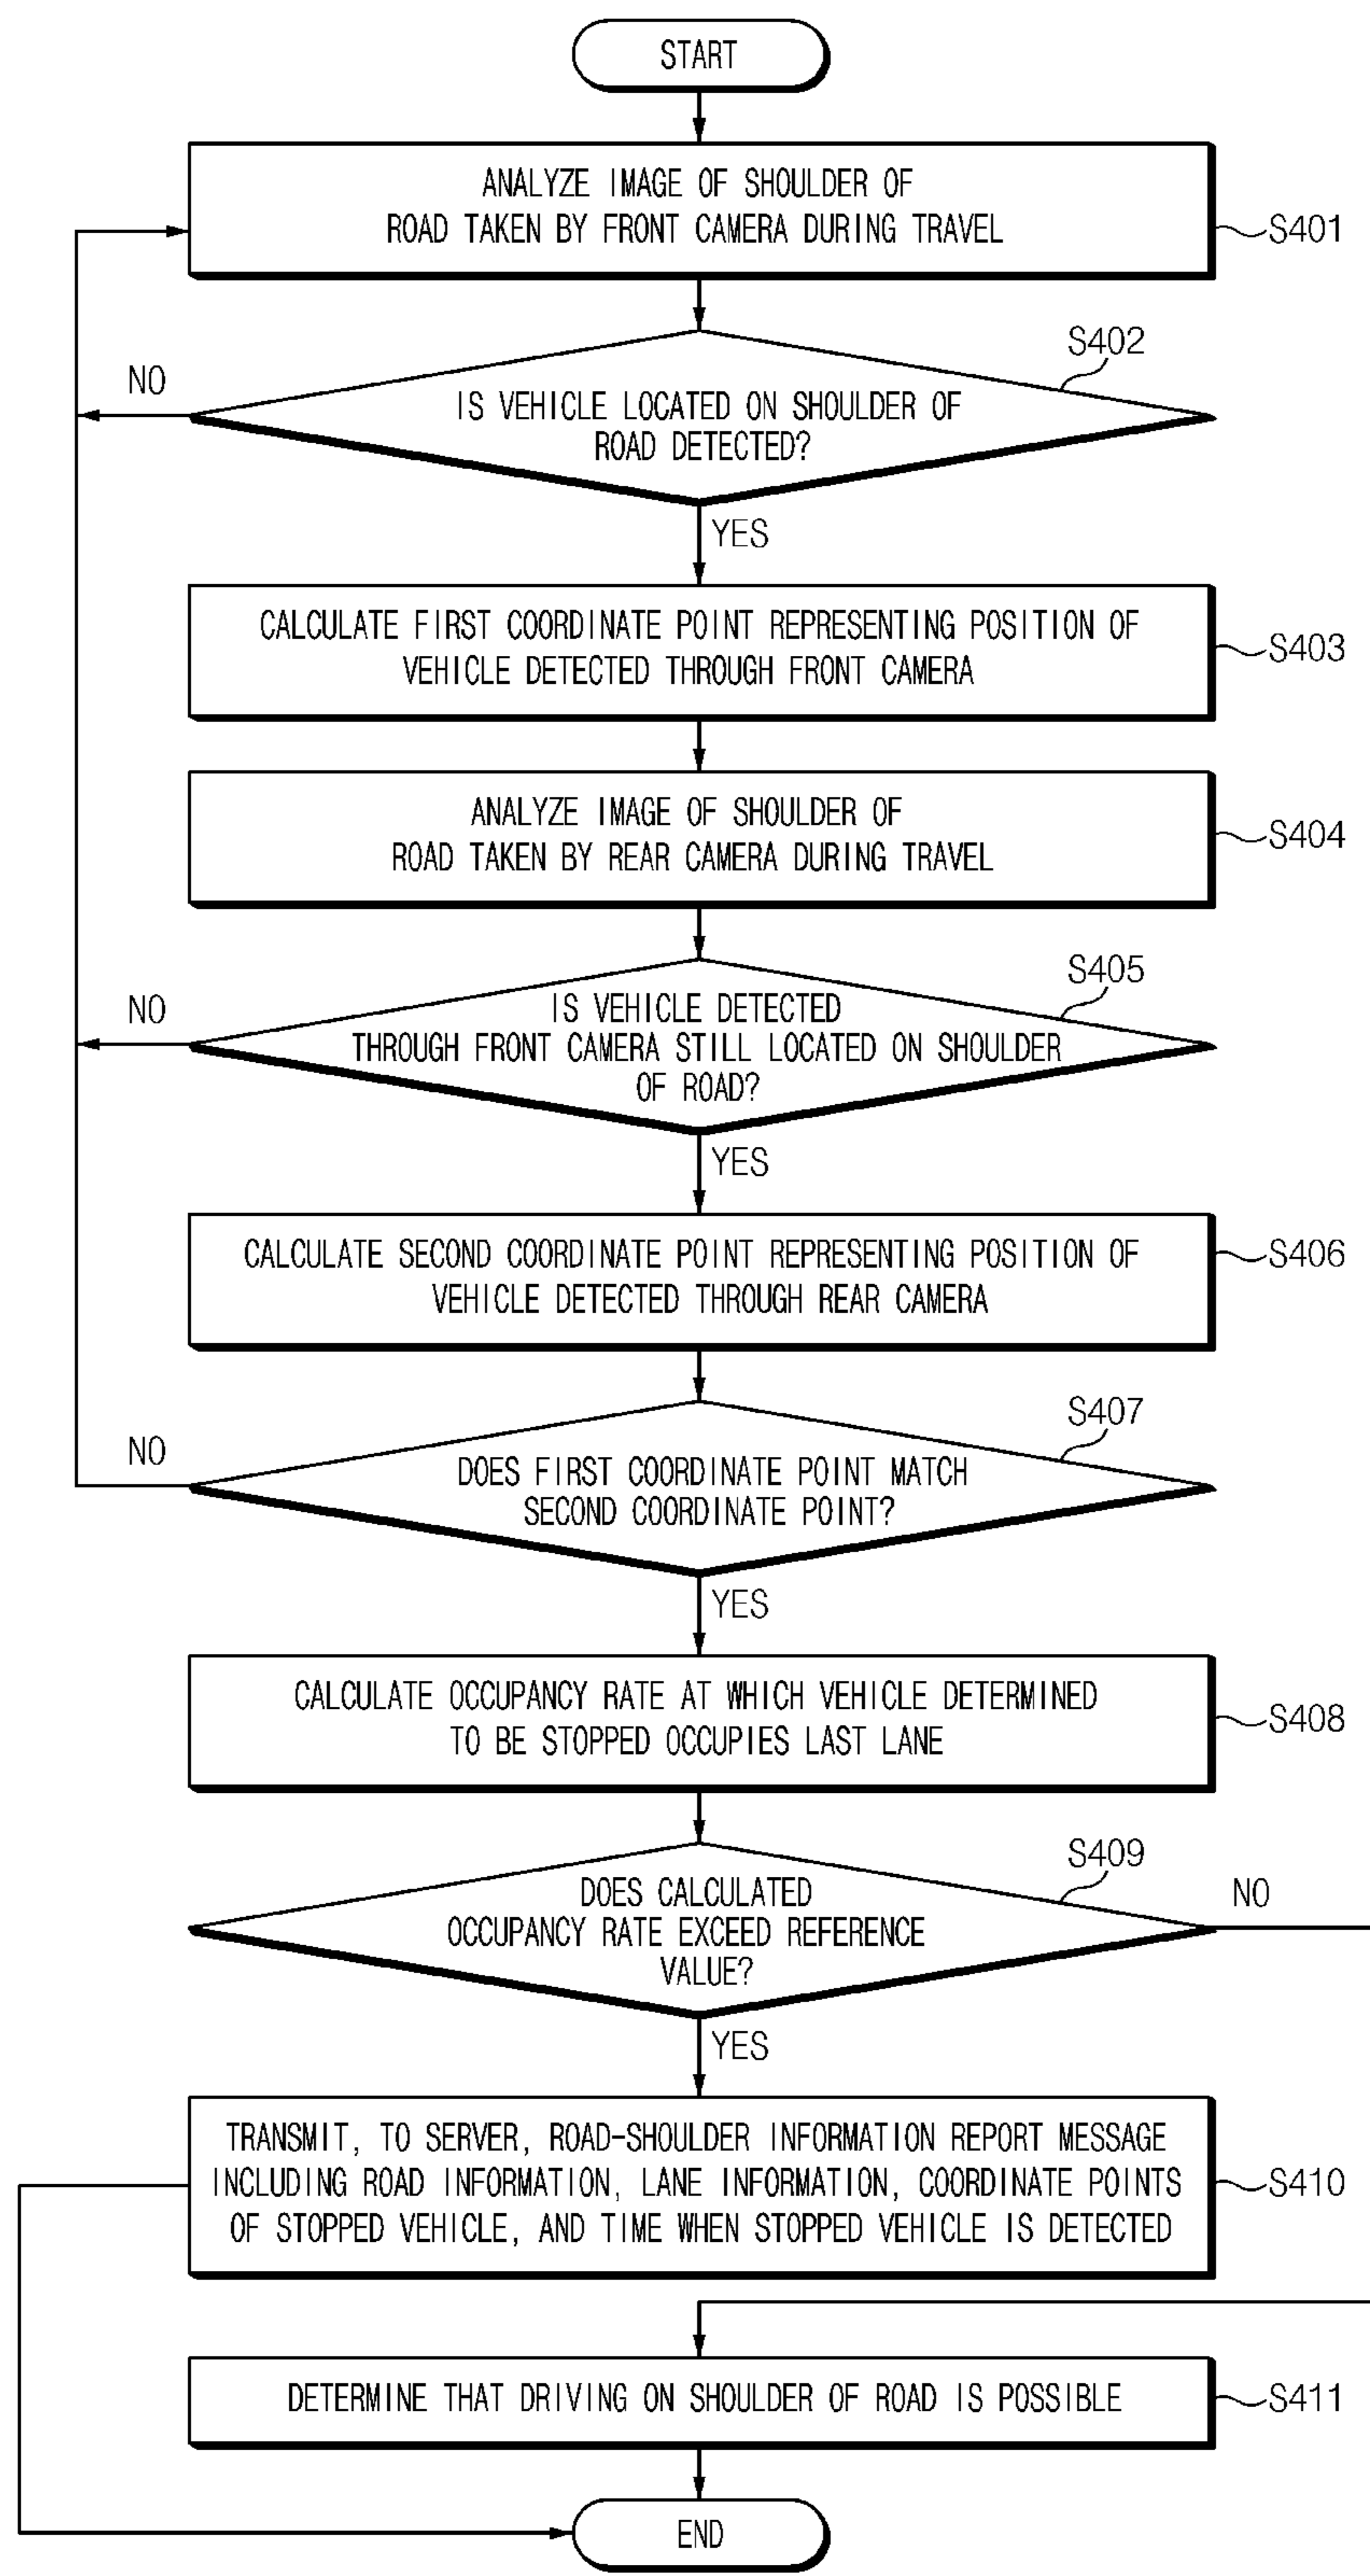 START
ANALYZE IMAGE OF SHOULDER OF
ROAD TAKEN BY FRONT CAMERA DURING TRAVEL
S401
S402
NO
IS VEHICLE LOCATED ON SHOULDER OF
ROAD DETECTED?
YES
CALCULATE FIRST COORDINATE POINT REPRESENTING POSITION OF
VEHICLE DETECTED THROUGH FRONT CAMERA
S403
ANALYZE IMAGE OF SHOULDER OF
ROAD TAKEN BY REAR CAMERA DURING TRAVEL
S404
S405
NO
IS VEHICLE DETECTED
THROUGH FRONT CAMERA STILL LOCATED ON SHOULDER
OF ROAD?
YES
CALCULATE SECOND COORDINATE POINT REPRESENTING POSITION OF
VEHICLE DETECTED THROUGH REAR CAMERA
S406
S407
NO
DOES FIRST COORDINATE POINT MATCH
SECOND COORDINATE POINT?
YES
CALCULATE OCCUPANCY RATE AT WHICH VEHICLE DETERMINED
TO BE STOPPED OCCUPIES LAST LANE
S408
S409
NO
DOES CALCULATED
OCCUPANCY RATE EXCEED REFERENCE
VALUE?
YES
TRANSMIT, TO SERVER, ROAD-SHOULDER INFORMATION REPORT MESSAGE
INCLUDING ROAD INFORMATION, LANE INFORMATION, COORDINATE POINTS
OF STOPPED VEHICLE, AND TIME WHEN STOPPED VEHICLE IS DETECTED
S410
DETERMINE THAT DRIVING ON SHOULDER OF ROAD IS POSSIBLE
S411
END